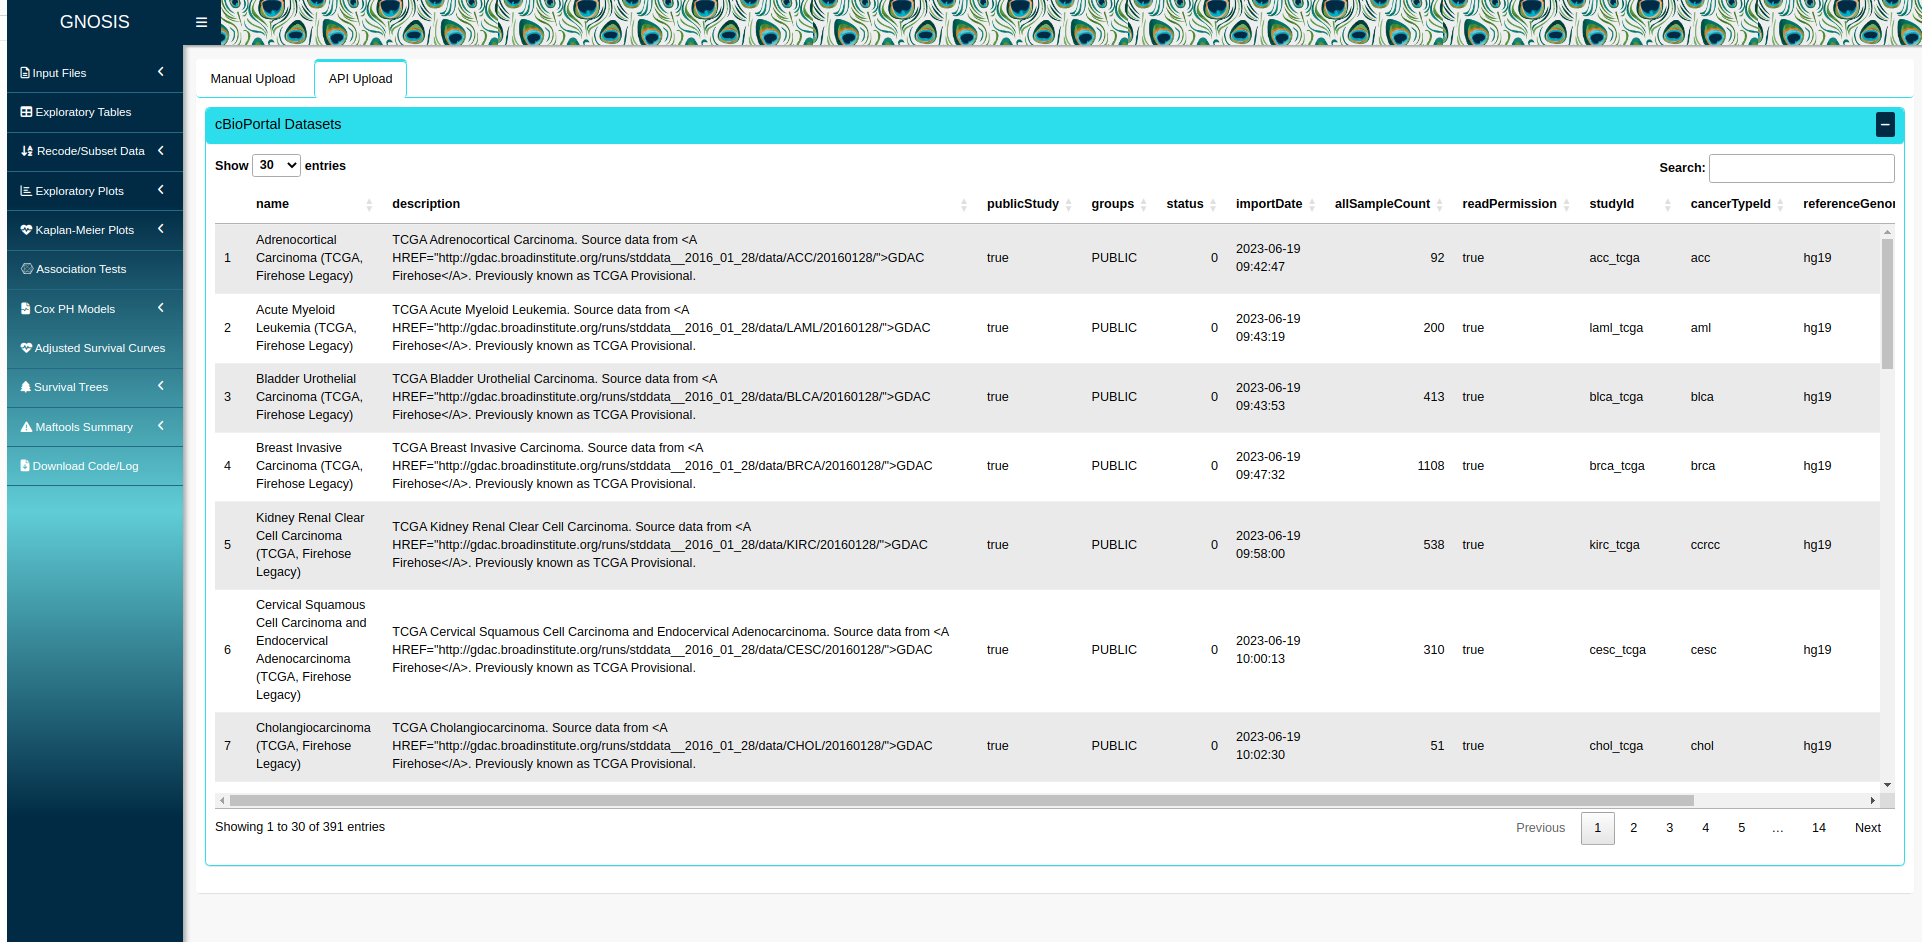 GNOSIS
Input Files
Exploratory Tables
Recode/Subset Data
Exploratory Plots
Kaplan-Meier Plots
Association Tests
Cox PH Models
Adjusted Survival Curves
Survival Trees
Maftools Summary
Download Code/Log
Manual Upload API Upload
cBioPortal Datasets
Show 30 entries Search:
name description publicStudy groups status importDate allSampleCount readPermission studyId cancerTypeId referenceGenor
1 Adrenocortical Carcinoma (TCGA, Firehose Legacy) TCGA Adrenocortical Carcinoma. Source data from <A HREF="http://gdac.broadinstitute.org/runs/stddata__2016_01_28/data/ACC/20160128/">GDAC Firehose</A>. Previously known as TCGA Provisional. true PUBLIC 0 2023-06-19 09:42:47 92 true acc_tcga acc hg19
2 Acute Myeloid Leukemia (TCGA, Firehose Legacy) TCGA Acute Myeloid Leukemia. Source data from <A HREF="http://gdac.broadinstitute.org/runs/stddata__2016_01_28/data/LAML/20160128/">GDAC Firehose</A>. Previously known as TCGA Provisional. true PUBLIC 0 2023-06-19 09:43:19 200 true laml_tcga aml hg19
3 Bladder Urothelial Carcinoma (TCGA, Firehose Legacy) TCGA Bladder Urothelial Carcinoma. Source data from <A HREF="http://gdac.broadinstitute.org/runs/stddata__2016_01_28/data/BLCA/20160128/">GDAC Firehose</A>. Previously known as TCGA Provisional. true PUBLIC 0 2023-06-19 09:43:53 413 true blca_tcga blca hg19
4 Breast Invasive Carcinoma (TCGA, Firehose Legacy) TCGA Breast Invasive Carcinoma. Source data from <A HREF="http://gdac.broadinstitute.org/runs/stddata__2016_01_28/data/BRCA/20160128/">GDAC Firehose</A>. Previously known as TCGA Provisional. true PUBLIC 0 2023-06-19 09:47:32 1108 true brca_tcga brca hg19
5 Kidney Renal Clear Cell Carcinoma (TCGA, Firehose Legacy) TCGA Kidney Renal Clear Cell Carcinoma. Source data from <A HREF="http://gdac.broadinstitute.org/runs/stddata__2016_01_28/data/KIRC/20160128/">GDAC Firehose</A>. Previously known as TCGA Provisional. true PUBLIC 0 2023-06-19 09:58:00 538 true kirc_tcga ccrcc hg19
6 Cervical Squamous Cell Carcinoma and Endocervical Adenocarcinoma (TCGA, Firehose Legacy) TCGA Cervical Squamous Cell Carcinoma and Endocervical Adenocarcinoma. Source data from <A HREF="http://gdac.broadinstitute.org/runs/stddata__2016_01_28/data/CESC/20160128/">GDAC Firehose</A>. Previously known as TCGA Provisional. true PUBLIC 0 2023-06-19 10:00:13 310 true cesc_tcga cesc hg19
7 Cholangiocarcinoma (TCGA, Firehose Legacy) TCGA Cholangiocarcinoma. Source data from <A HREF="http://gdac.broadinstitute.org/runs/stddata__2016_01_28/data/CHOL/20160128/">GDAC Firehose</A>. Previously known as TCGA Provisional. true PUBLIC 0 2023-06-19 10:02:30 51 true chol_tcga chol hg19
Showing 1 to 30 of 391 entries Previous 1 2 3 4 5 … 14 Next